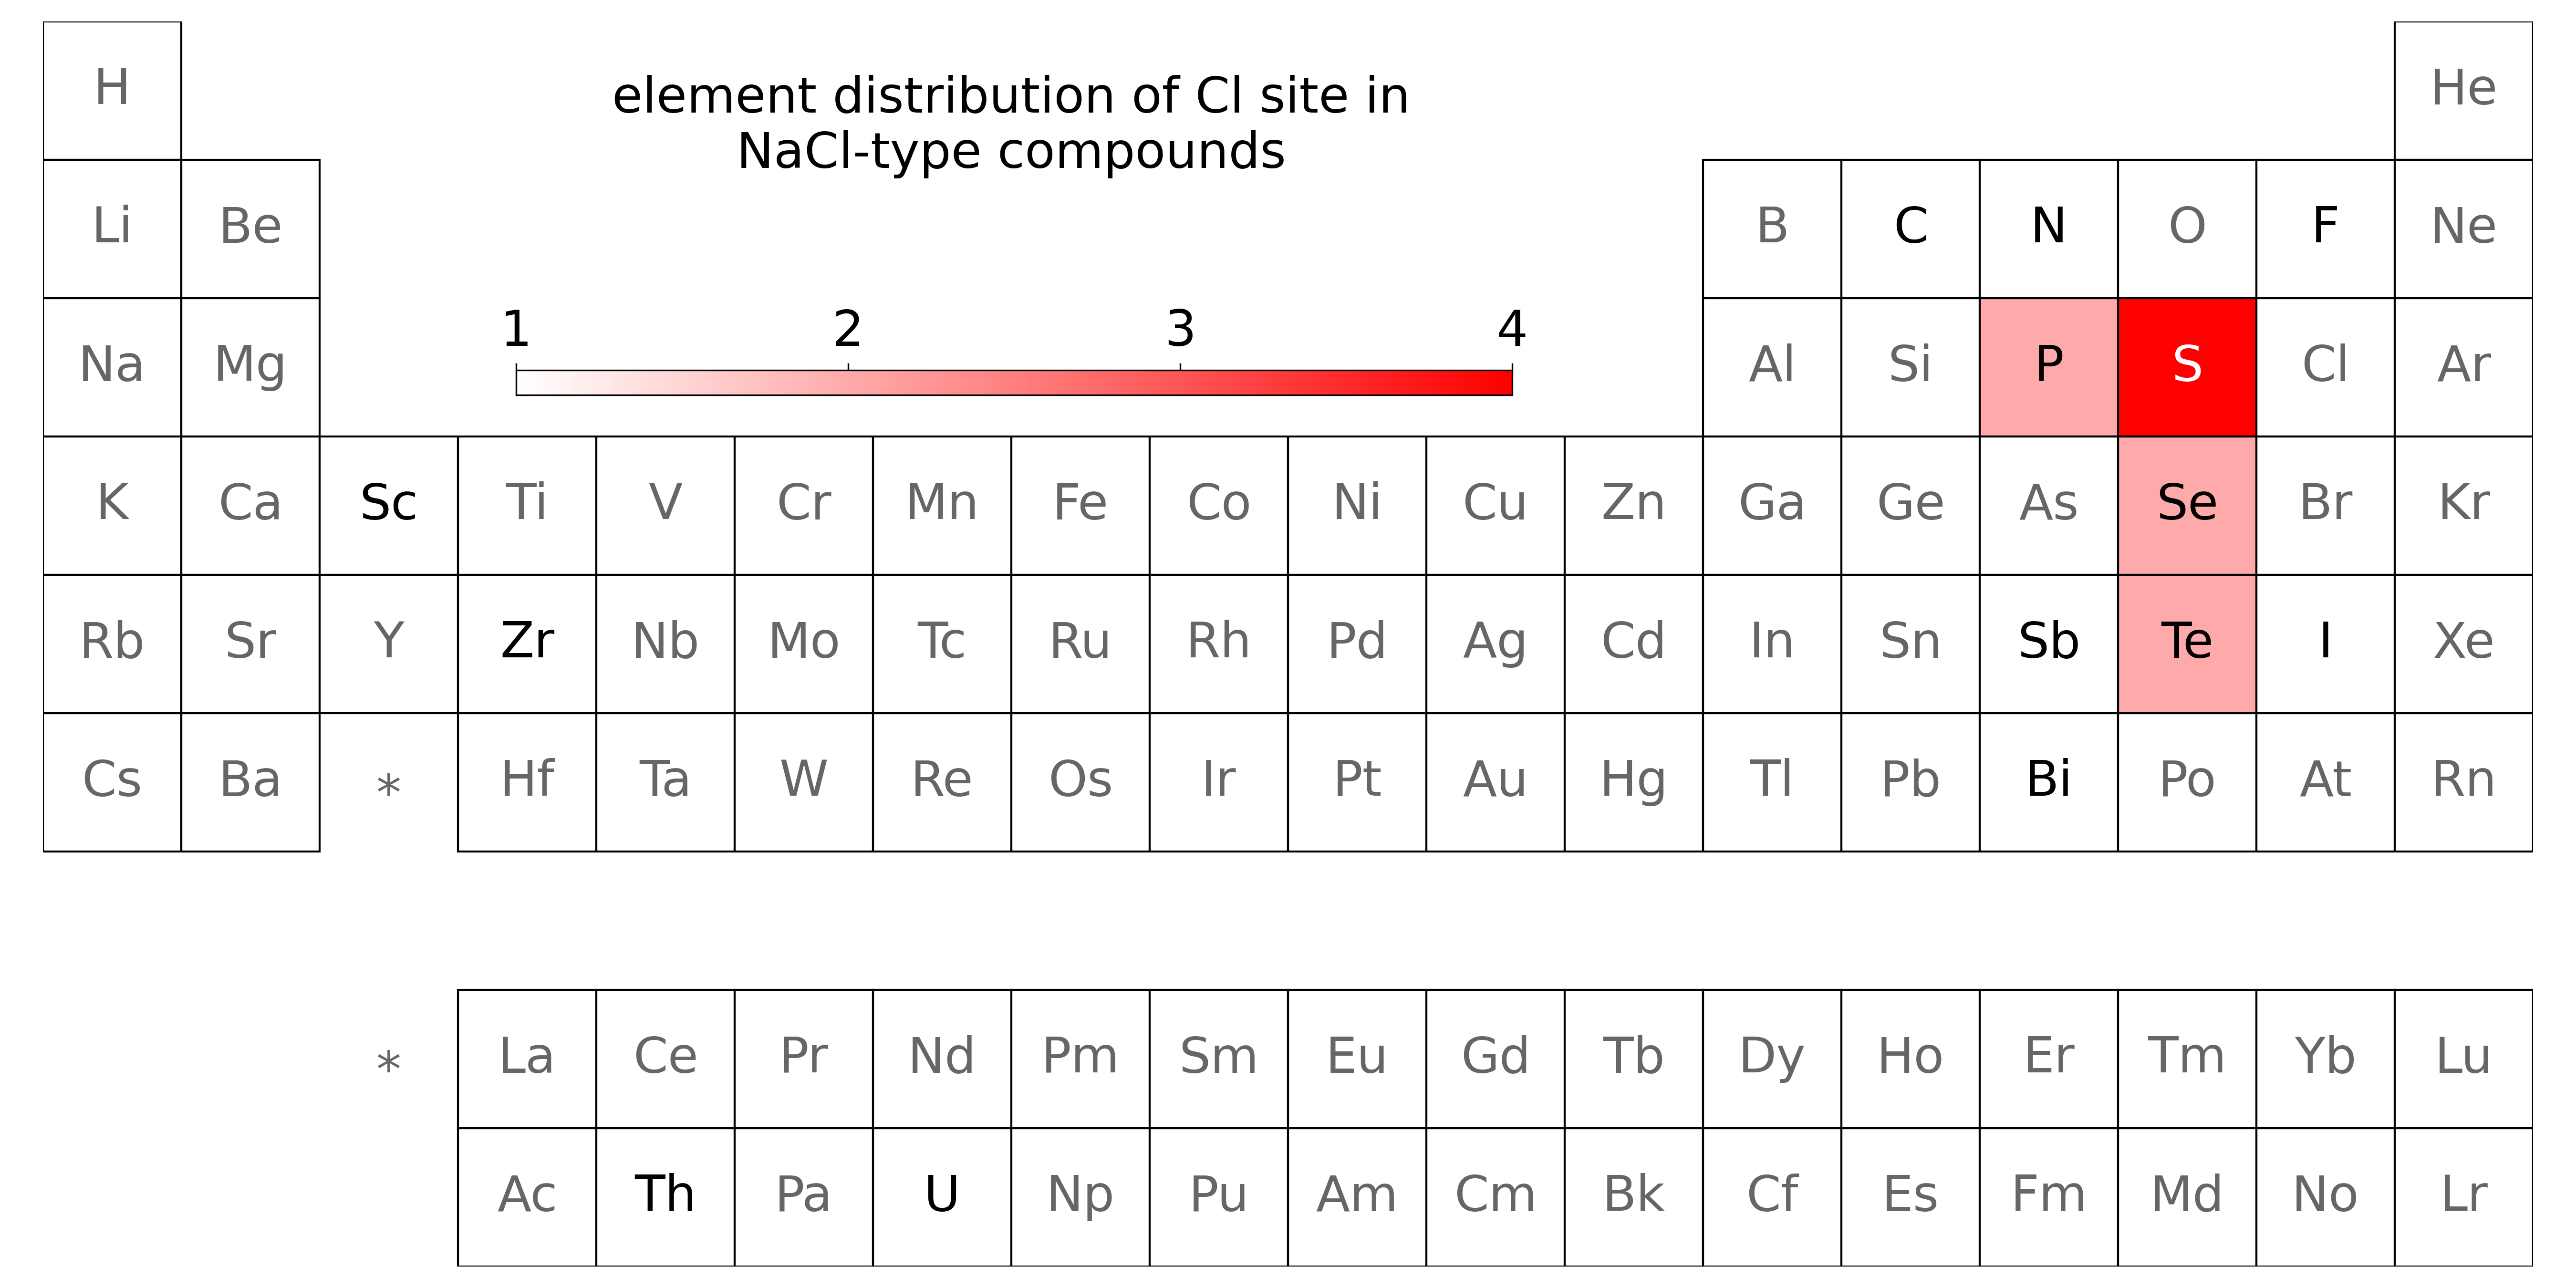 H
He
element distribution of Cl site in
NaCl-type compounds
Li Be B C N O F Ne
1 2 3 4
Na Mg Al Si P S Cl Ar
K Ca Sc Ti V Cr Mn Fe Co Ni Cu Zn Ga Ge As Se Br Kr
Rb Sr Y Zr Nb Mo Tc Ru Rh Pd Ag Cd In Sn Sb Te I Xe
Cs Ba * Hf Ta W Re Os Ir Pt Au Hg Tl Pb Bi Po At Rn
* La Ce Pr Nd Pm Sm Eu Gd Tb Dy Ho Er Tm Yb Lu
Ac Th Pa U Np Pu Am Cm Bk Cf Es Fm Md No Lr